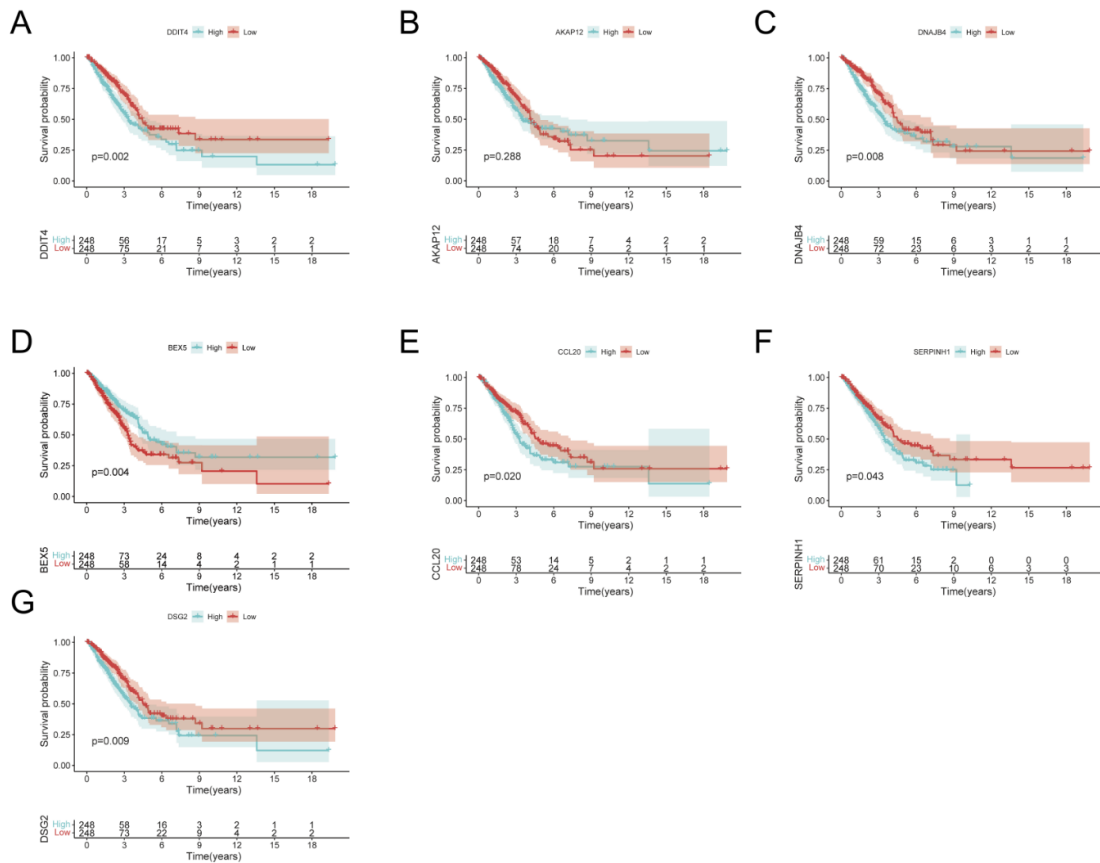 A
DDIT4 High Low
Survival probability
1.00
0.75
0.50
0.25
0.00
p=0.002
0 3 6 9 12 15 18
Time(years)
DDIT4
High 248 56 17 5 3 2 2
Low 248 75 21 7 3 1 1
0 3 6 9 12 15 18
Time(years)
B
AKAP12 High Low
Survival probability
1.00
0.75
0.50
0.25
0.00
p=0.288
0 3 6 9 12 15 18
Time(years)
AKAP12
High 248 57 18 7 4 2 2
Low 248 74 20 5 2 1 1
0 3 6 9 12 15 18
Time(years)
C
DNAJB4 High Low
Survival probability
1.00
0.75
0.50
0.25
0.00
p=0.008
0 3 6 9 12 15 18
Time(years)
DNAJB4
High 248 59 15 6 3 1 1
Low 248 72 23 6 3 2 2
0 3 6 9 12 15 18
Time(years)
D
BEX5 High Low
Survival probability
1.00
0.75
0.50
0.25
0.00
p=0.004
0 3 6 9 12 15 18
Time(years)
BEX5
High 248 73 24 8 4 2 2
Low 248 58 14 4 2 1 1
0 3 6 9 12 15 18
Time(years)
E
CCL20 High Low
Survival probability
1.00
0.75
0.50
0.25
0.00
p=0.020
0 3 6 9 12 15 18
Time(years)
CCL20
High 248 53 14 5 2 1 1
Low 248 78 24 7 4 2 2
0 3 6 9 12 15 18
Time(years)
F
SERPINH1 High Low
Survival probability
1.00
0.75
0.50
0.25
0.00
p=0.043
0 3 6 9 12 15 18
Time(years)
SERPINH1
High 248 61 15 2 0 0 0
Low 248 70 23 10 6 3 3
0 3 6 9 12 15 18
Time(years)
G
DSG2 High Low
Survival probability
1.00
0.75
0.50
0.25
0.00
p=0.009
0 3 6 9 12 15 18
Time(years)
DSG2
High 248 58 16 3 2 1 1
Low 248 73 22 9 4 2 2
0 3 6 9 12 15 18
Time(years)